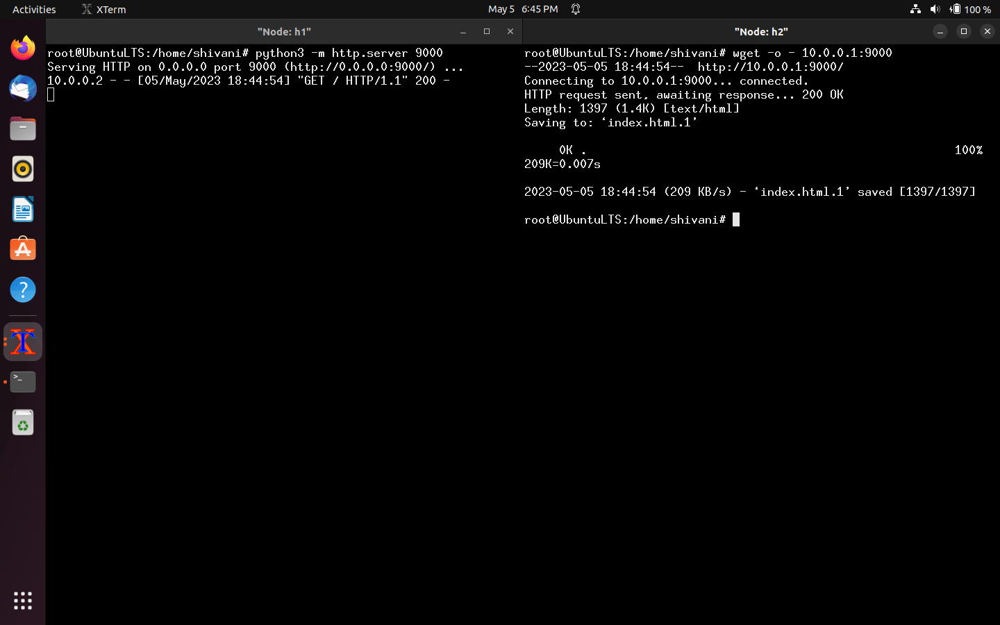 Activities
XTerm
May 5 6:45 PM
100 %
"Node: h1"
root@UbuntuLTS:/home/shivani# python3 -m http.server 9000
Serving HTTP on 0.0.0.0 port 9000 (http://0.0.0.0:9000/) ...
10.0.0.2 - - [05/May/2023 18:44:54] "GET / HTTP/1.1" 200 -
"Node: h2"
root@UbuntuLTS:/home/shivani# wget -o - 10.0.0.1:9000
--2023-05-05 18:44:54--  http://10.0.0.1:9000/
Connecting to 10.0.0.1:9000... connected.
HTTP request sent, awaiting response... 200 OK
Length: 1397 (1.4K) [text/html]
Saving to: ‘index.html.1’
0K . 100%
209K=0.007s
2023-05-05 18:44:54 (209 KB/s) - ‘index.html.1’ saved [1397/1397]
root@UbuntuLTS:/home/shivani#